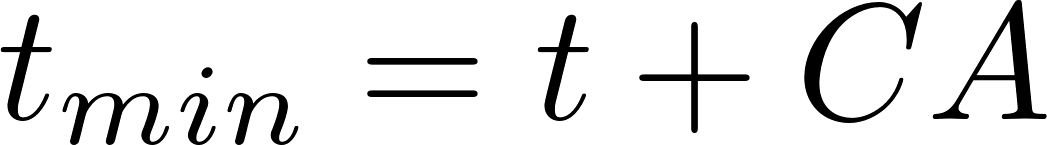 t_{min} = t + CA